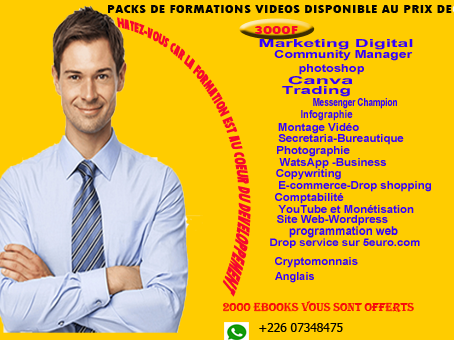 PACKS DE FORMATIONS VIDEOS DISPONIBLE AU PRIX DE
3000F
HATEZ-VOUS CAR LA FORMATION EST AU COEUR DU DEVELOPPEMENT
Marketing Digital
Community Manager
photoshop
Canva
Trading
Messenger Champion
Infographie
Montage Vidéo
Secretaria-Bureautique
Photographie
WatsApp -Business
Copywriting
E-commerce-Drop shopping
Comptabilité
YouTube et Monétisation
Site Web-Wordpress
programmation web
Drop service sur 5euro.com
Cryptomonnais
Anglais
2000 EBOOKS VOUS SONT OFFERTS
+226 07348475